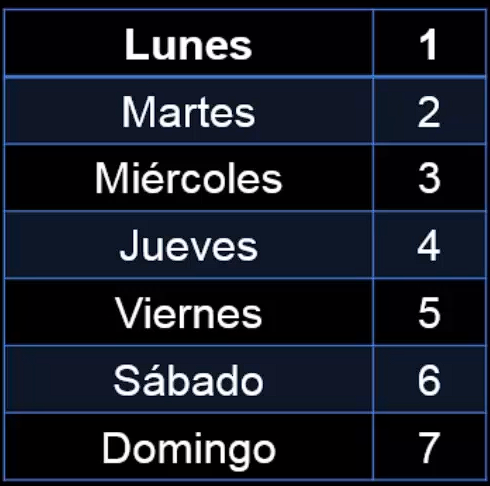 Lunes 1
Martes 2
Miércoles 3
Jueves 4
Viernes 5
Sábado 6
Domingo 7